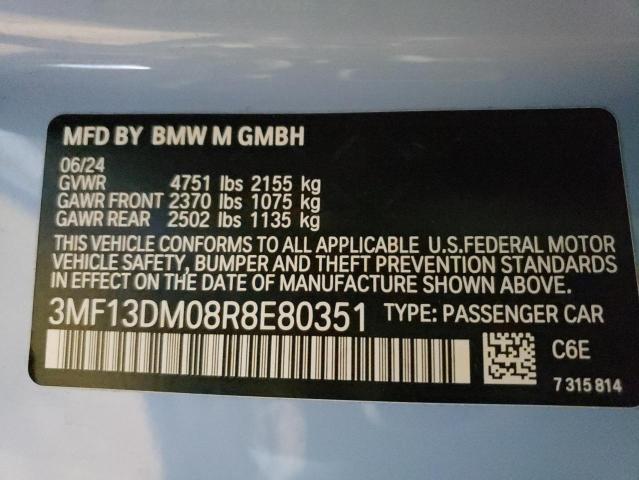 MFD BY BMW M GMBH
06/24
GVWR 4751 lbs 2155 kg
GAWR FRONT 2370 lbs 1075 kg
GAWR REAR 2502 lbs 1135 kg
THIS VEHICLE CONFORMS TO ALL APPLICABLE U.S.FEDERAL MOTOR
VEHICLE SAFETY, BUMPER AND THEFT PREVENTION STANDARDS
IN EFFECT ON THE DATE OF MANUFACTURE SHOWN ABOVE.
3MF13DM08R8E80351 TYPE: PASSENGER CAR
C6E
7 315 814